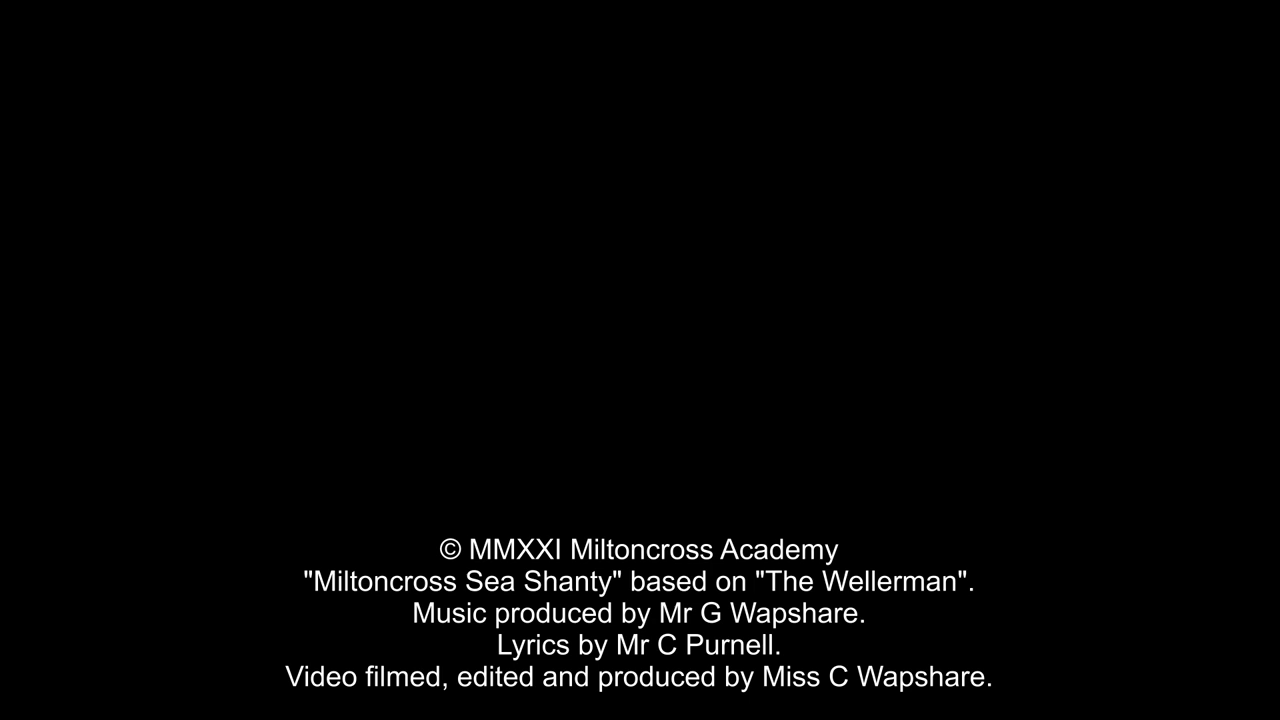 © MMXXI Miltoncross Academy
"Miltoncross Sea Shanty" based on "The Wellerman".
Music produced by Mr G Wapshare.
Lyrics by Mr C Purnell.
Video filmed, edited and produced by Miss C Wapshare.